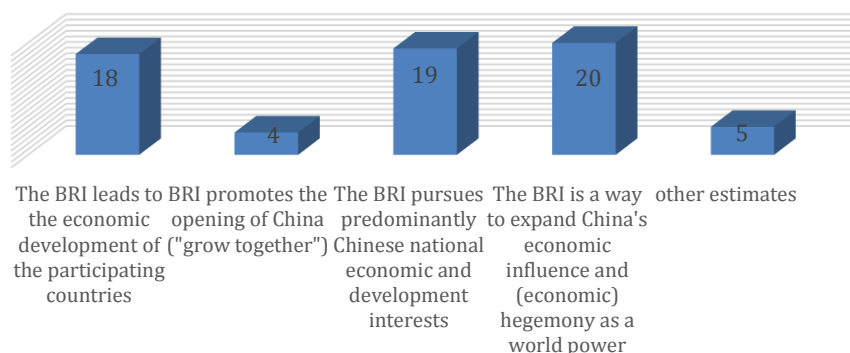 18
4
19
20
5
The BRI leads to
the economic
development of
the participating
countries
BRI promotes the
opening of China
("grow together")
The BRI pursues
predominantly
Chinese national
economic and
development
interests
The BRI is a way
to expand China's
economic
influence and
(economic)
hegemony as a
world power
other estimates